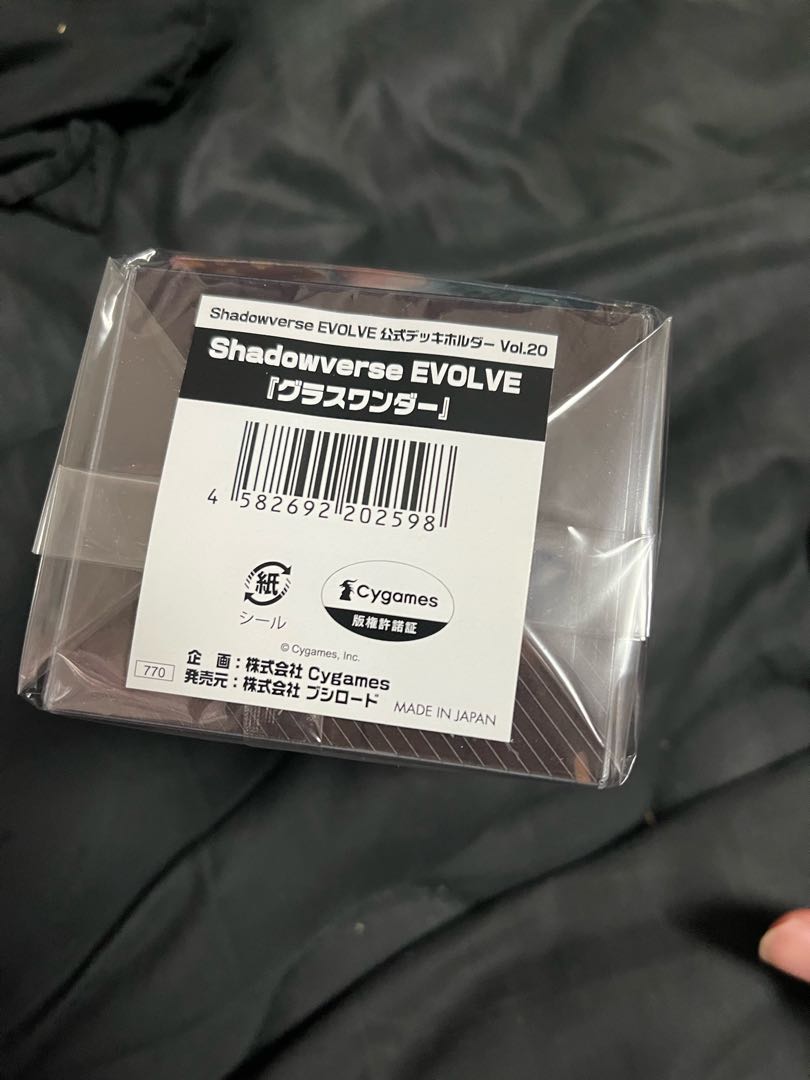 Shadowverse EVOLVE 公式デッキホルダー Vol.20
Shadowverse EVOLVE
『グラスワンダー』
4 582692 202598
紙
シール
Cygames
版権許諾証
© Cygames, Inc.
770
企 画：株式会社 Cygames
発売元：株式会社 ブシロード
MADE IN JAPAN